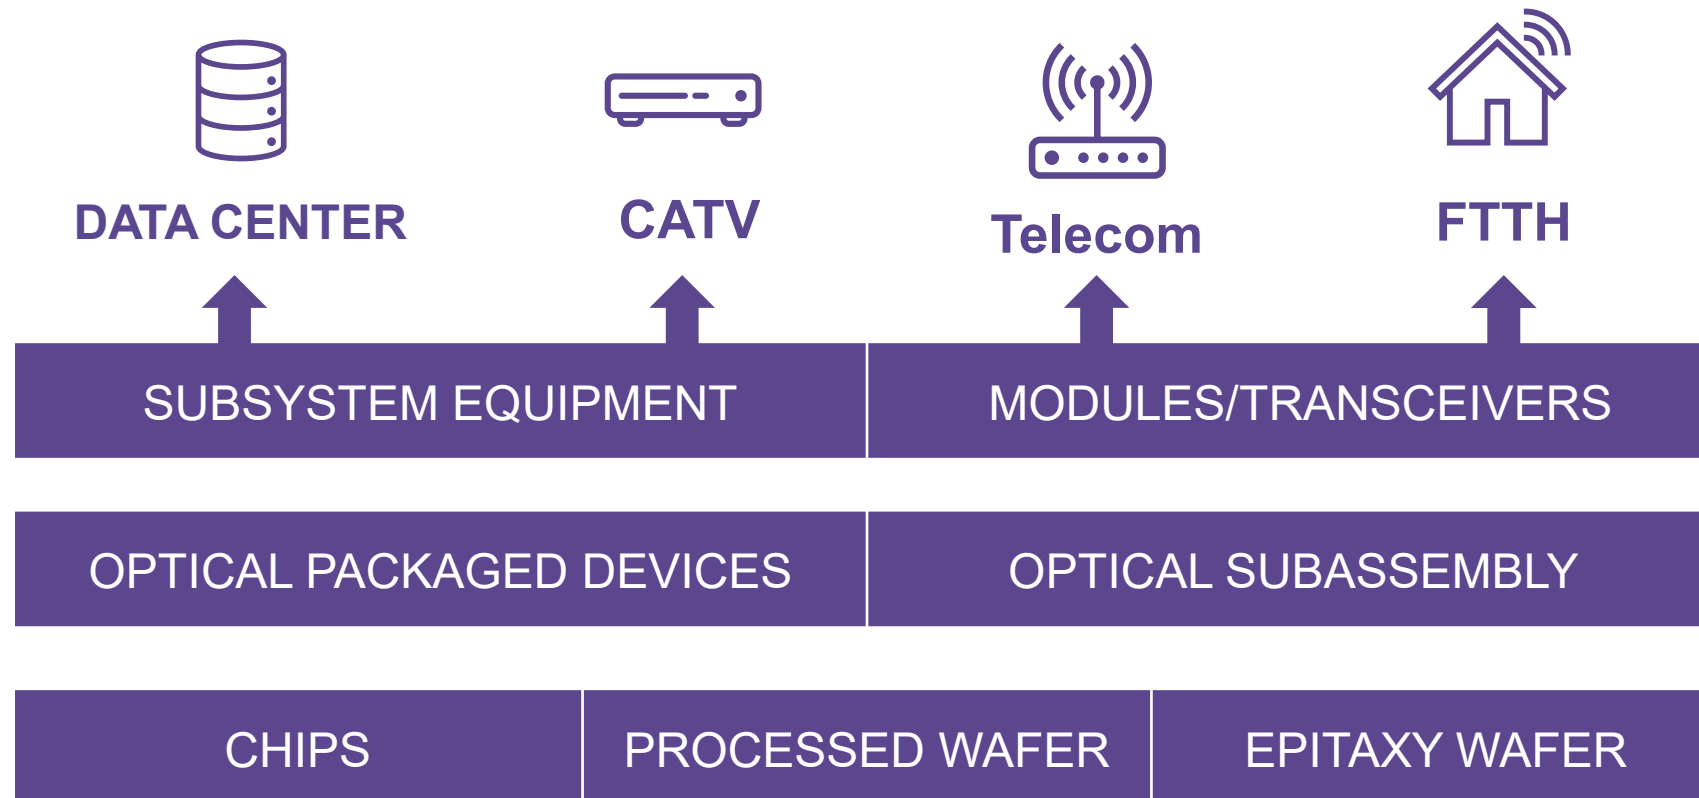 DATA CENTER
CATV
Telecom
FTTH
SUBSYSTEM EQUIPMENT
MODULES/TRANSCEIVERS
OPTICAL PACKAGED DEVICES
OPTICAL SUBASSEMBLY
CHIPS
PROCESSED WAFER
EPITAXY WAFER